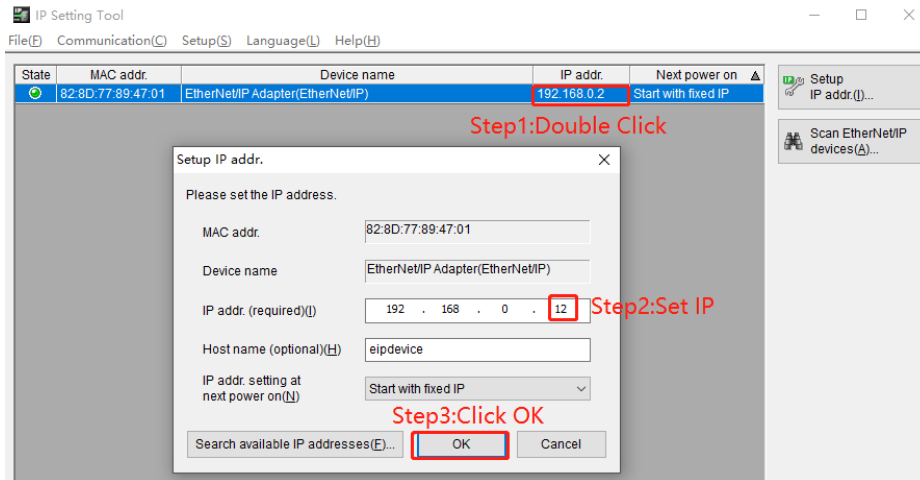 IP Setting Tool
File(F) Communication(C) Setup(S) Language(L) Help(H)
State MAC addr. Device name IP addr. Next power on
82:8D:77:89:47:01 EtherNet/IP Adapter(EtherNet/IP) 192.168.0.2 Start with fixed IP
Setup
IP addr.(I)...
Scan EtherNet/IP
devices(A)...
Step1:Double Click
Setup IP addr.
Please set the IP address.
MAC addr. 82:8D:77:89:47:01
Device name EtherNet/IP Adapter(EtherNet/IP)
IP addr. (required)(I) 192 . 168 . 0 . 12 Step2:Set IP
Host name (optional)(H) eipdevice
IP addr. setting at
next power on(N) Start with fixed IP
Step3:Click OK
Search available IP addresses(F)... OK Cancel